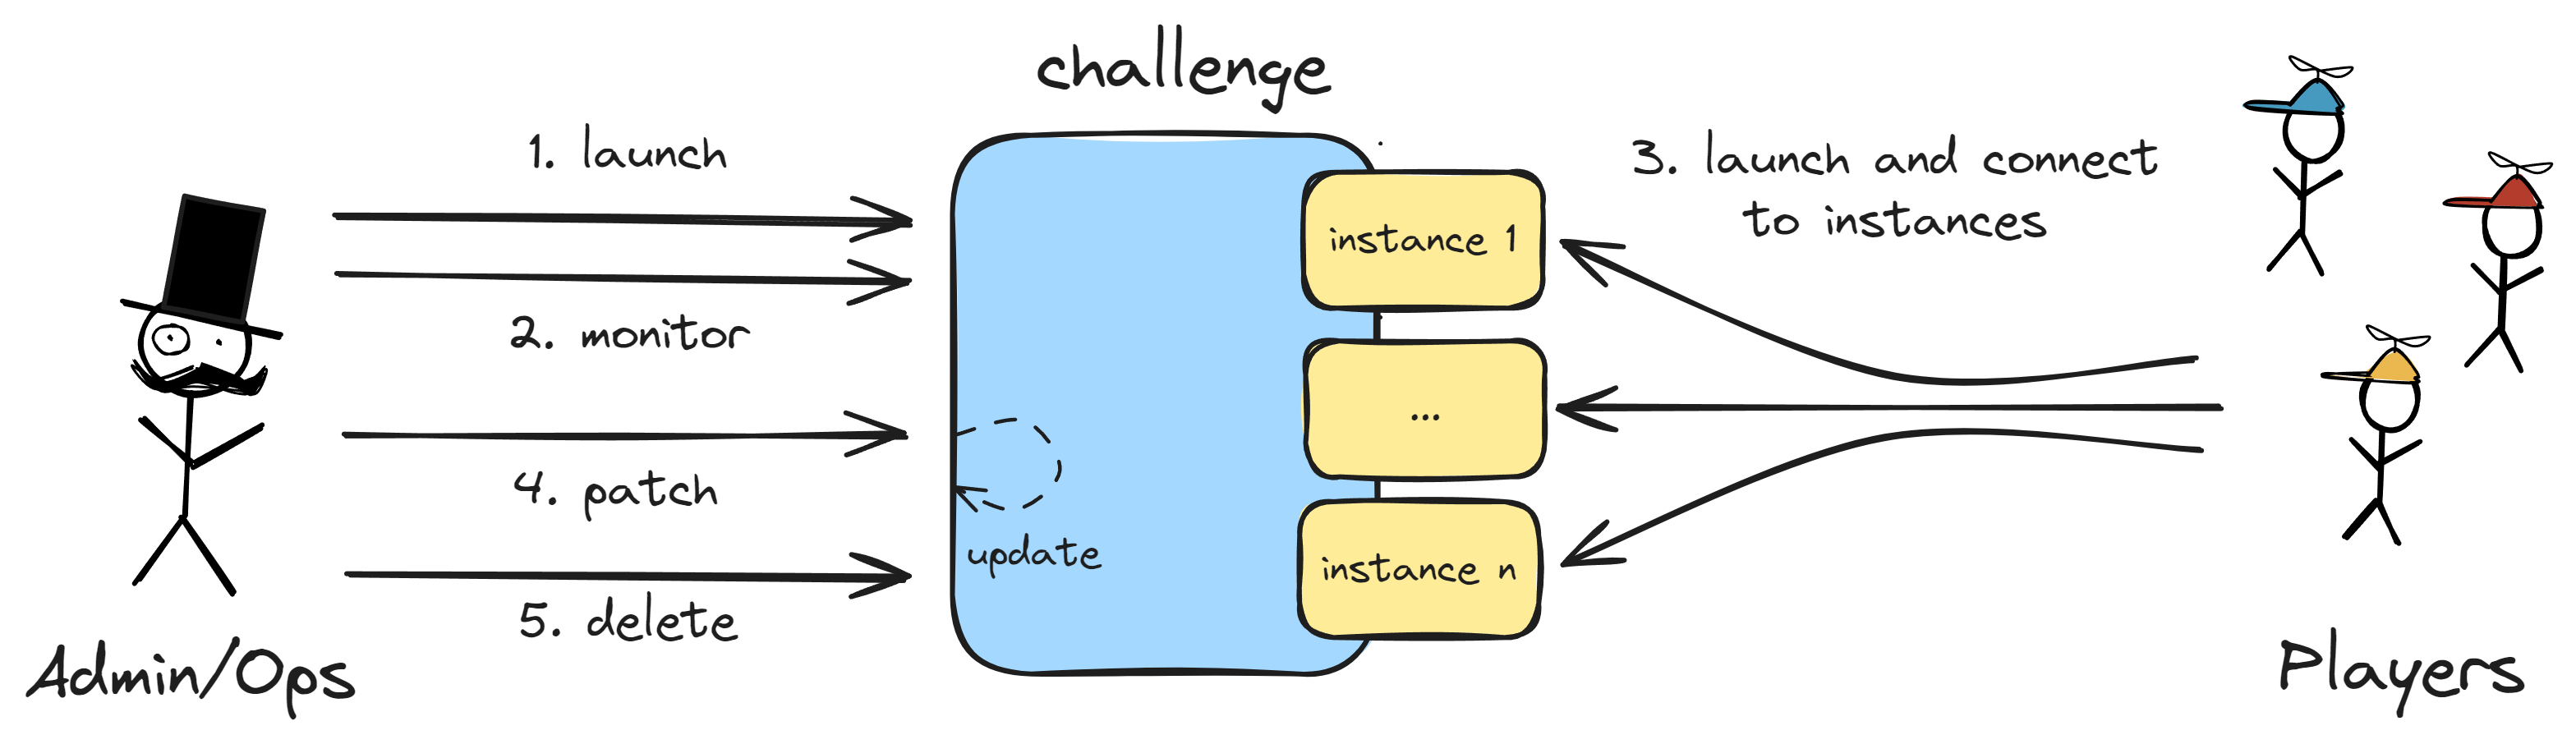 challenge
1. launch
2. monitor
4. patch
5. delete
update
instance 1
...
instance n
3. launch and connect
to instances
Admin/Ops
Players